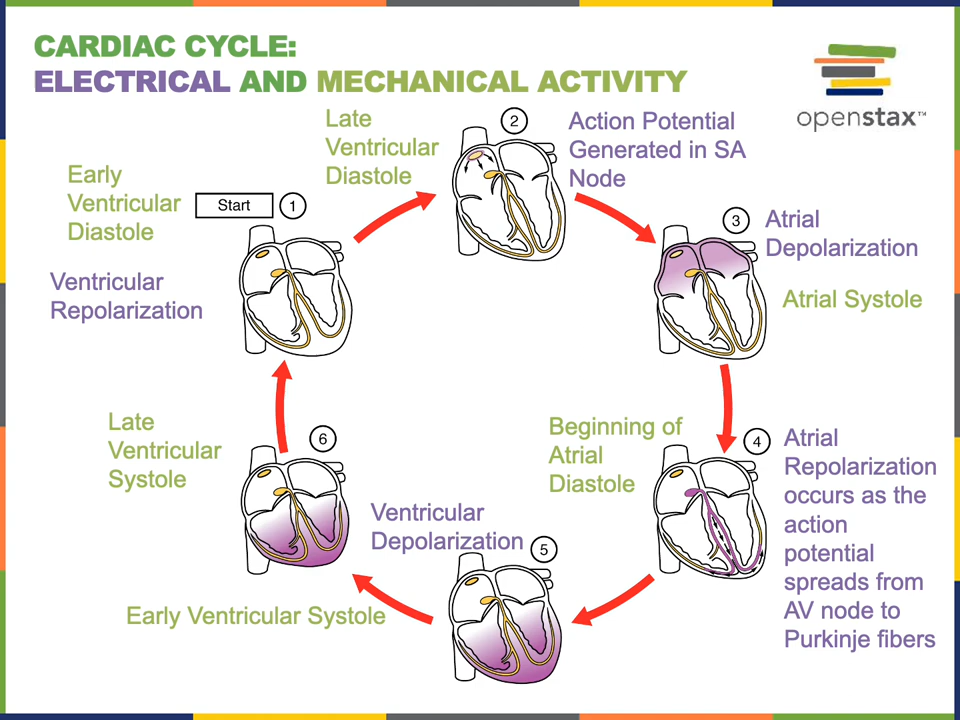 CARDIAC CYCLE:
ELECTRICAL AND MECHANICAL ACTIVITY
openstax™
Early
Ventricular
Diastole
Start
1
Ventricular
Repolarization
Late
Ventricular
Diastole
2
Action Potential
Generated in SA
Node
3
Atrial
Depolarization
Atrial Systole
Beginning of
Atrial
Diastole
4
Atrial
Repolarization
occurs as the
action
potential
spreads from
AV node to
Purkinje fibers
Ventricular
Depolarization
5
Early Ventricular Systole
Late
Ventricular
Systole
6